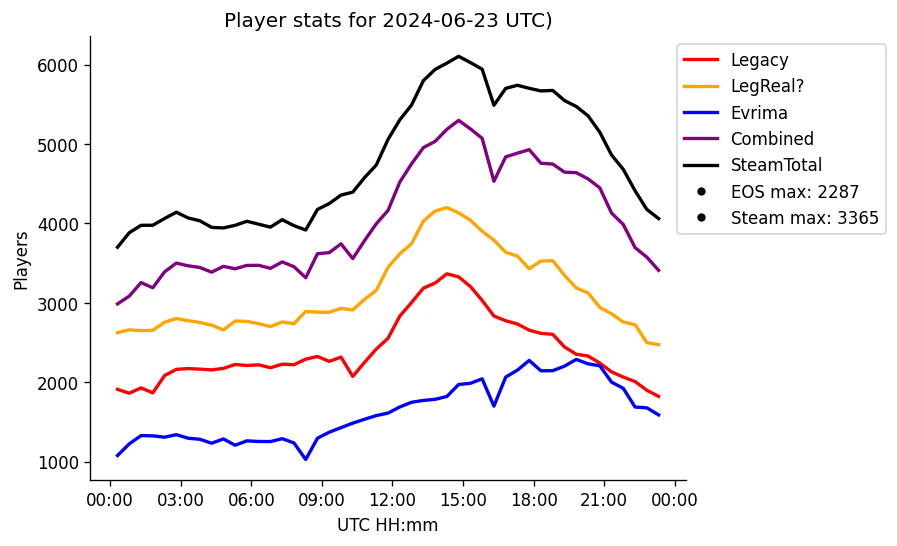 Player stats for 2024-06-23 UTC)
Players
6000
5000
4000
3000
2000
1000
00:00 03:00 06:00 09:00 12:00 15:00 18:00 21:00 00:00
UTC HH:mm
Legacy
LegReal?
Evrima
Combined
SteamTotal
EOS max: 2287
Steam max: 3365